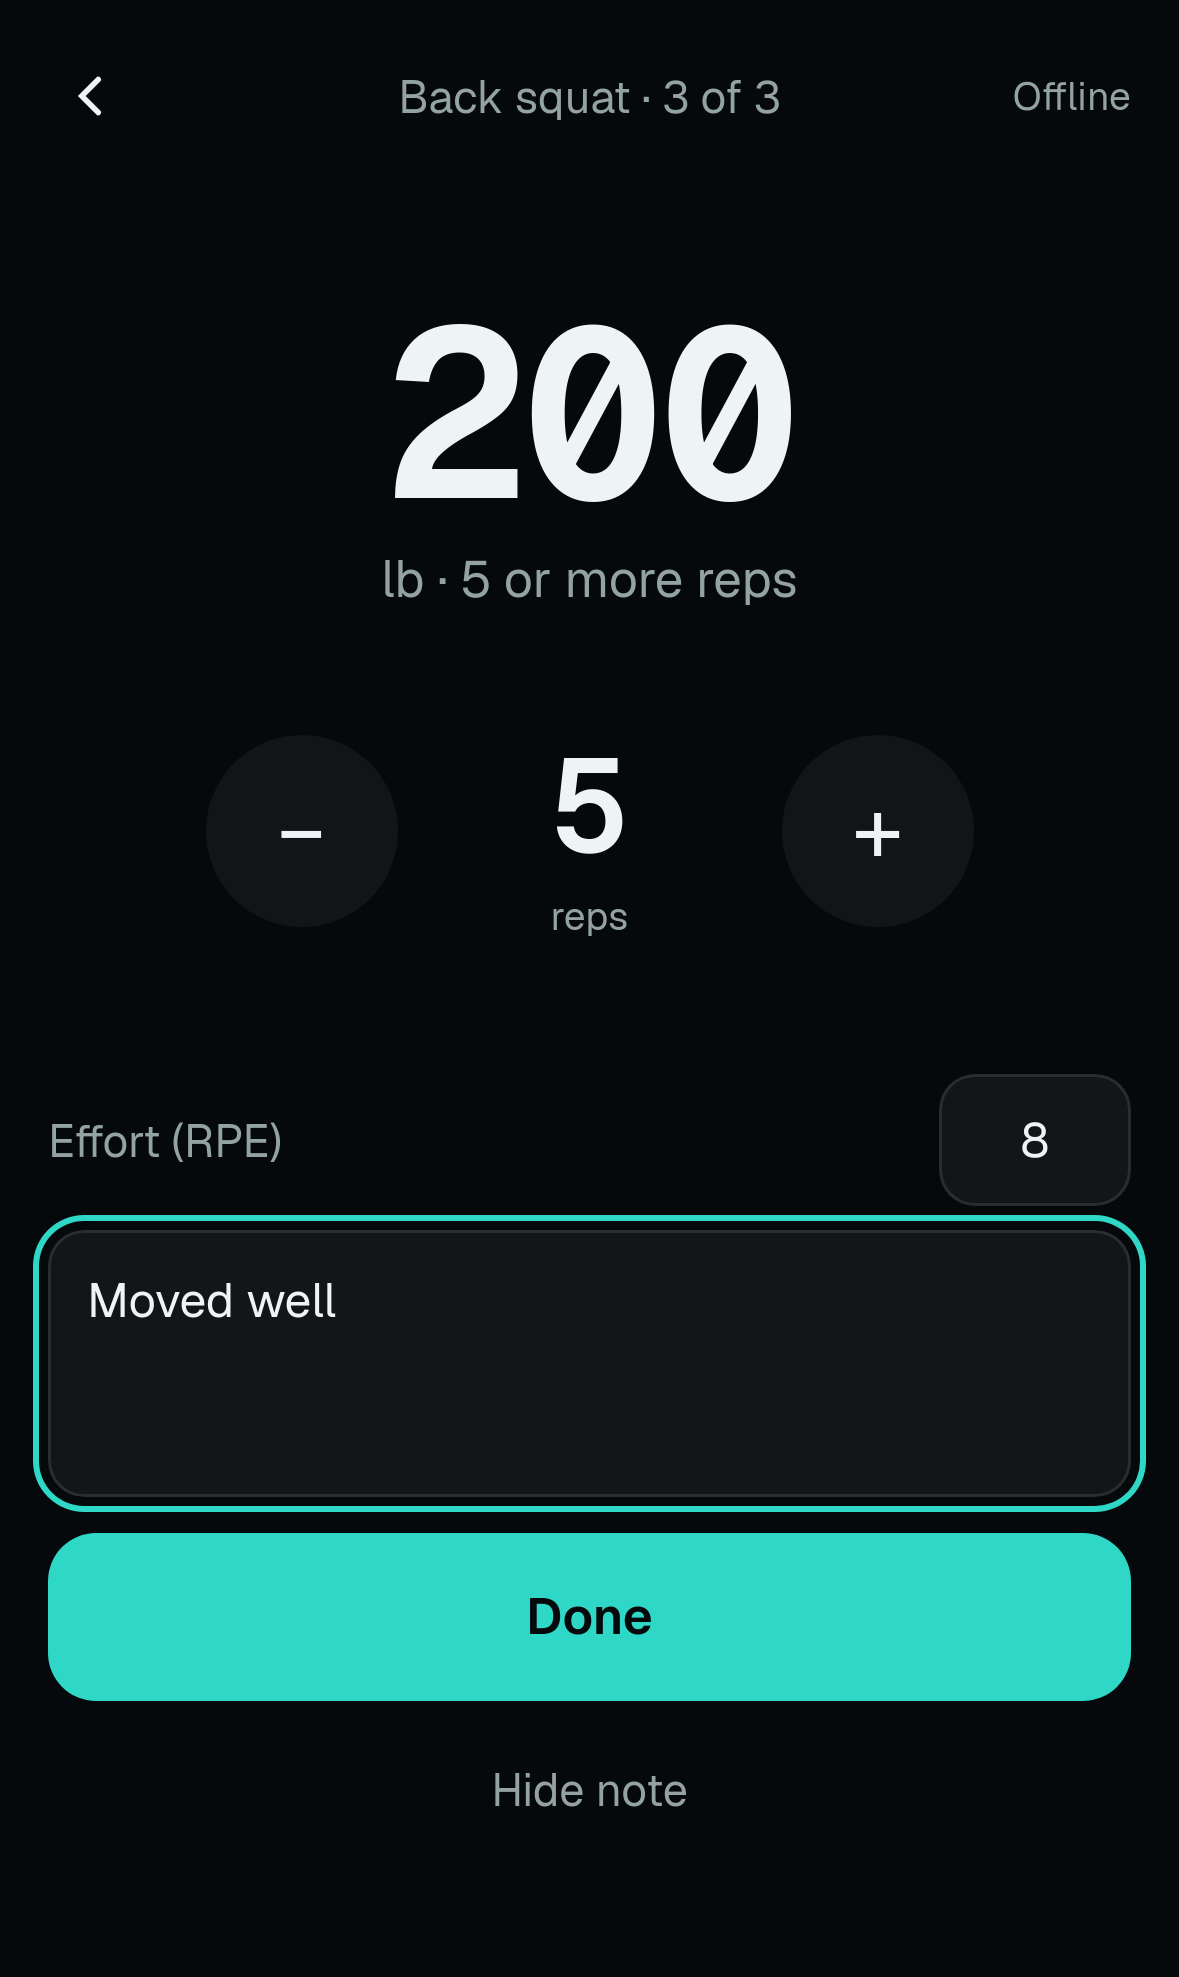 Back squat · 3 of 3
Offline
200
lb · 5 or more reps
− 5 +
reps
Effort (RPE)
8
Moved well
Done
Hide note